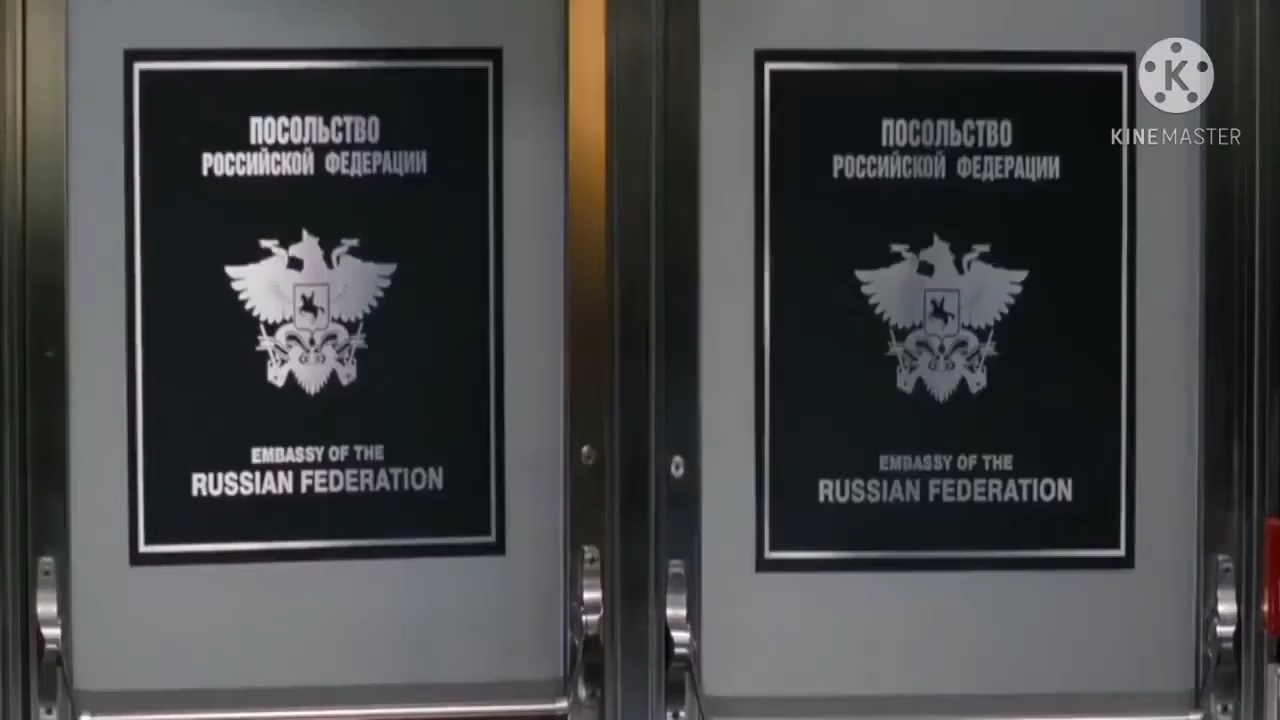 ПОСОЛЬСТВО
РОССИЙСКОЙ ФЕДЕРАЦИИ
EMBASSY OF THE
RUSSIAN FEDERATION
ПОСОЛЬСТВО
РОССИЙСКОЙ ФЕДЕРАЦИИ
EMBASSY OF THE
RUSSIAN FEDERATION
K
KINEMASTER